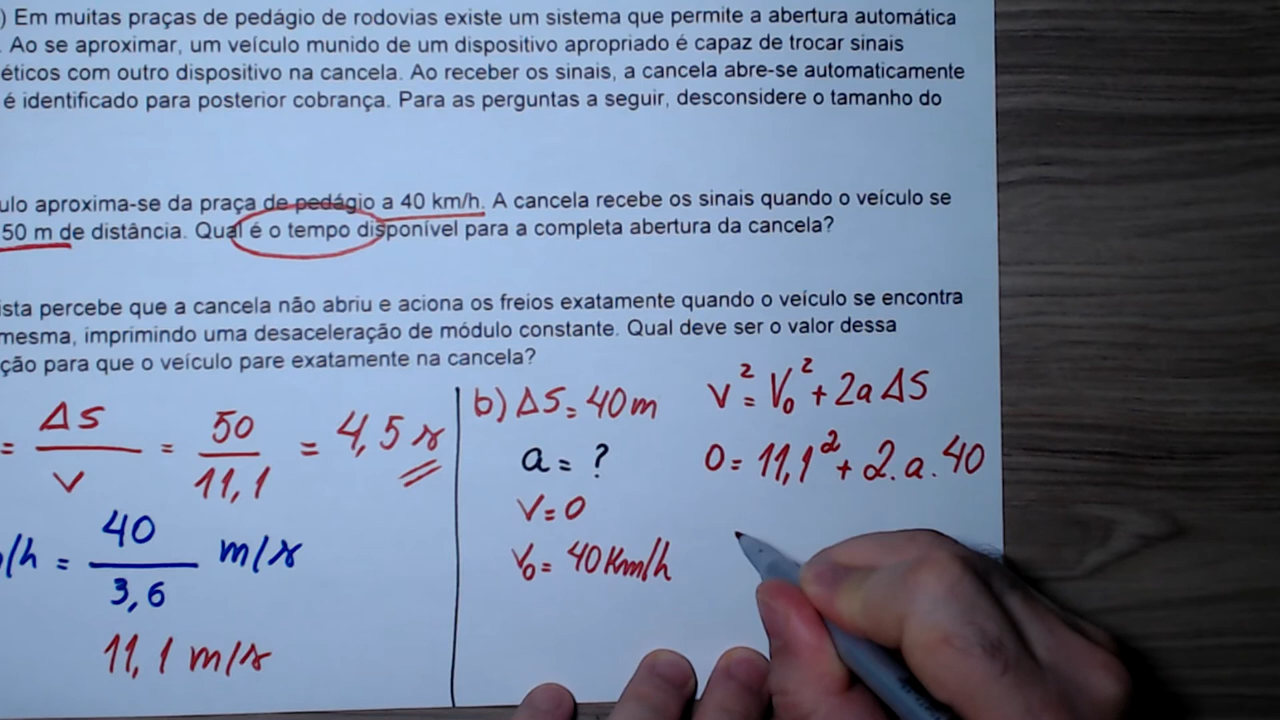 ) Em muitas praças de pedágio de rodovias existe um sistema que permite a abertura automática
. Ao se aproximar, um veículo munido de um dispositivo apropriado é capaz de trocar sinais
éticos com outro dispositivo na cancela. Ao receber os sinais, a cancela abre-se automaticamente
é identificado para posterior cobrança. Para as perguntas a seguir, desconsidere o tamanho do
ulo aproxima-se da praça de pedágio a 40 km/h. A cancela recebe os sinais quando o veículo se
50 m de distância. Qual é o tempo disponível para a completa abertura da cancela?
ista percebe que a cancela não abriu e aciona os freios exatamente quando o veículo se encontra
mesma, imprimindo uma desaceleração de módulo constante. Qual deve ser o valor dessa
ção para que o veículo pare exatamente na cancela?
= ΔS / V = 50 / 11,1 = 4,5 s
/h = 40 / 3,6 m/s
11,1 m/s
b) ΔS = 40 m
a = ?
V = 0
V₀ = 40 Km/h
V² = V₀² + 2a ΔS
0 = 11,1² + 2.a.40